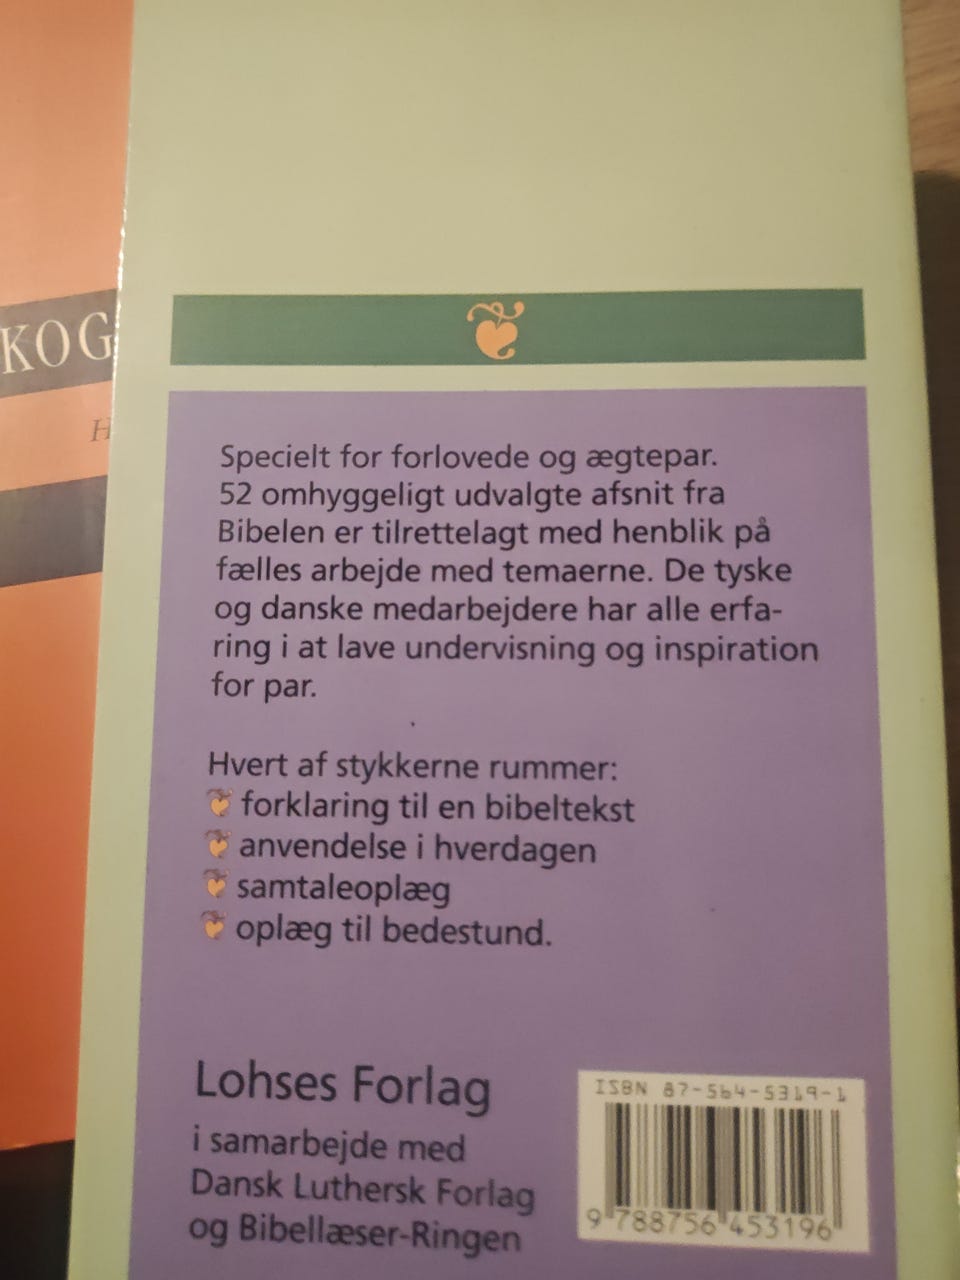 KOG
H
Specielt for forlovede og ægtepar.
52 omhyggeligt udvalgte afsnit fra
Bibelen er tilrettelagt med henblik på
fælles arbejde med temaerne. De tyske
og danske medarbejdere har alle erfa-
ring i at lave undervisning og inspiration
for par.
Hvert af stykkerne rummer:
forklaring til en bibeltekst
anvendelse i hverdagen
samtaleoplæg
oplæg til bedestund.
Lohses Forlag
i samarbejde med
Dansk Luthersk Forlag
og Bibellæser-Ringen
ISBN 87-564-5319-1
9 788756 453196